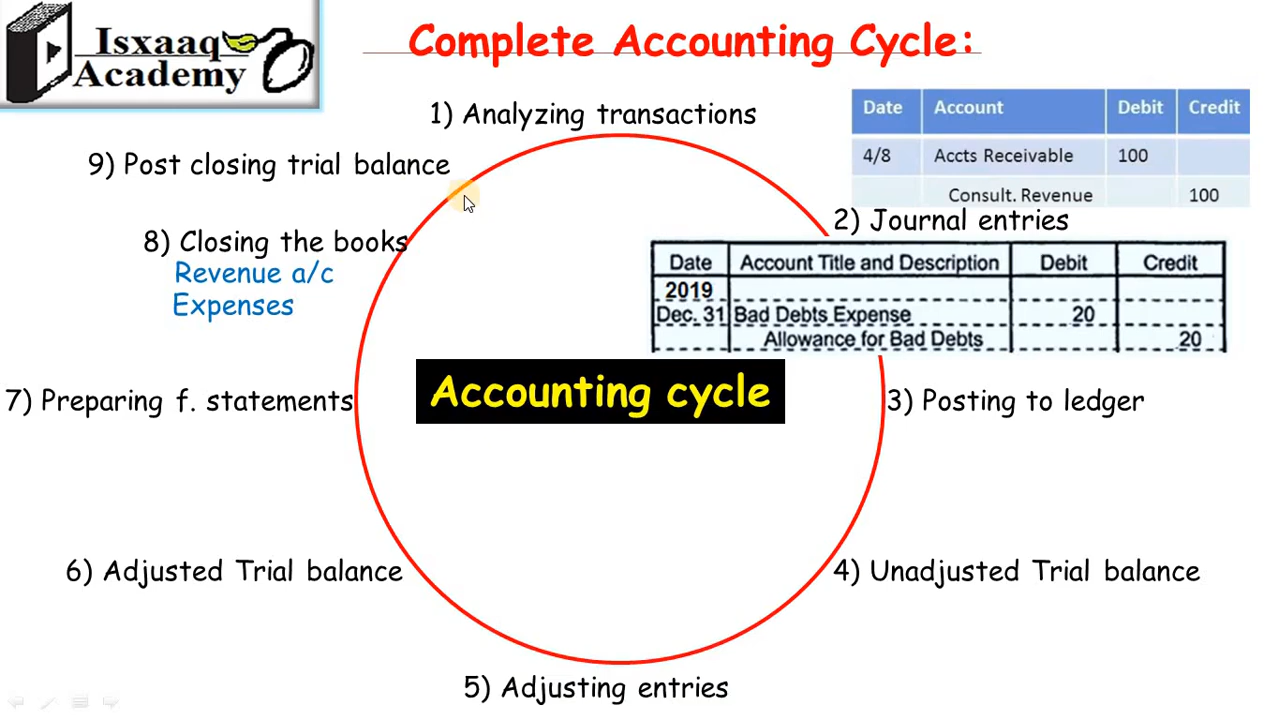 Isxaaq
Academy
Complete Accounting Cycle:
1) Analyzing transactions
Date Account Debit Credit
4/8 Accts Receivable 100
Consult. Revenue 100
2) Journal entries
Date Account Title and Description Debit Credit
2019
Dec. 31 Bad Debts Expense 20
Allowance for Bad Debts 20
Accounting cycle
3) Posting to ledger
4) Unadjusted Trial balance
5) Adjusting entries
6) Adjusted Trial balance
7) Preparing f. statements
8) Closing the books
Revenue a/c
Expenses
9) Post closing trial balance